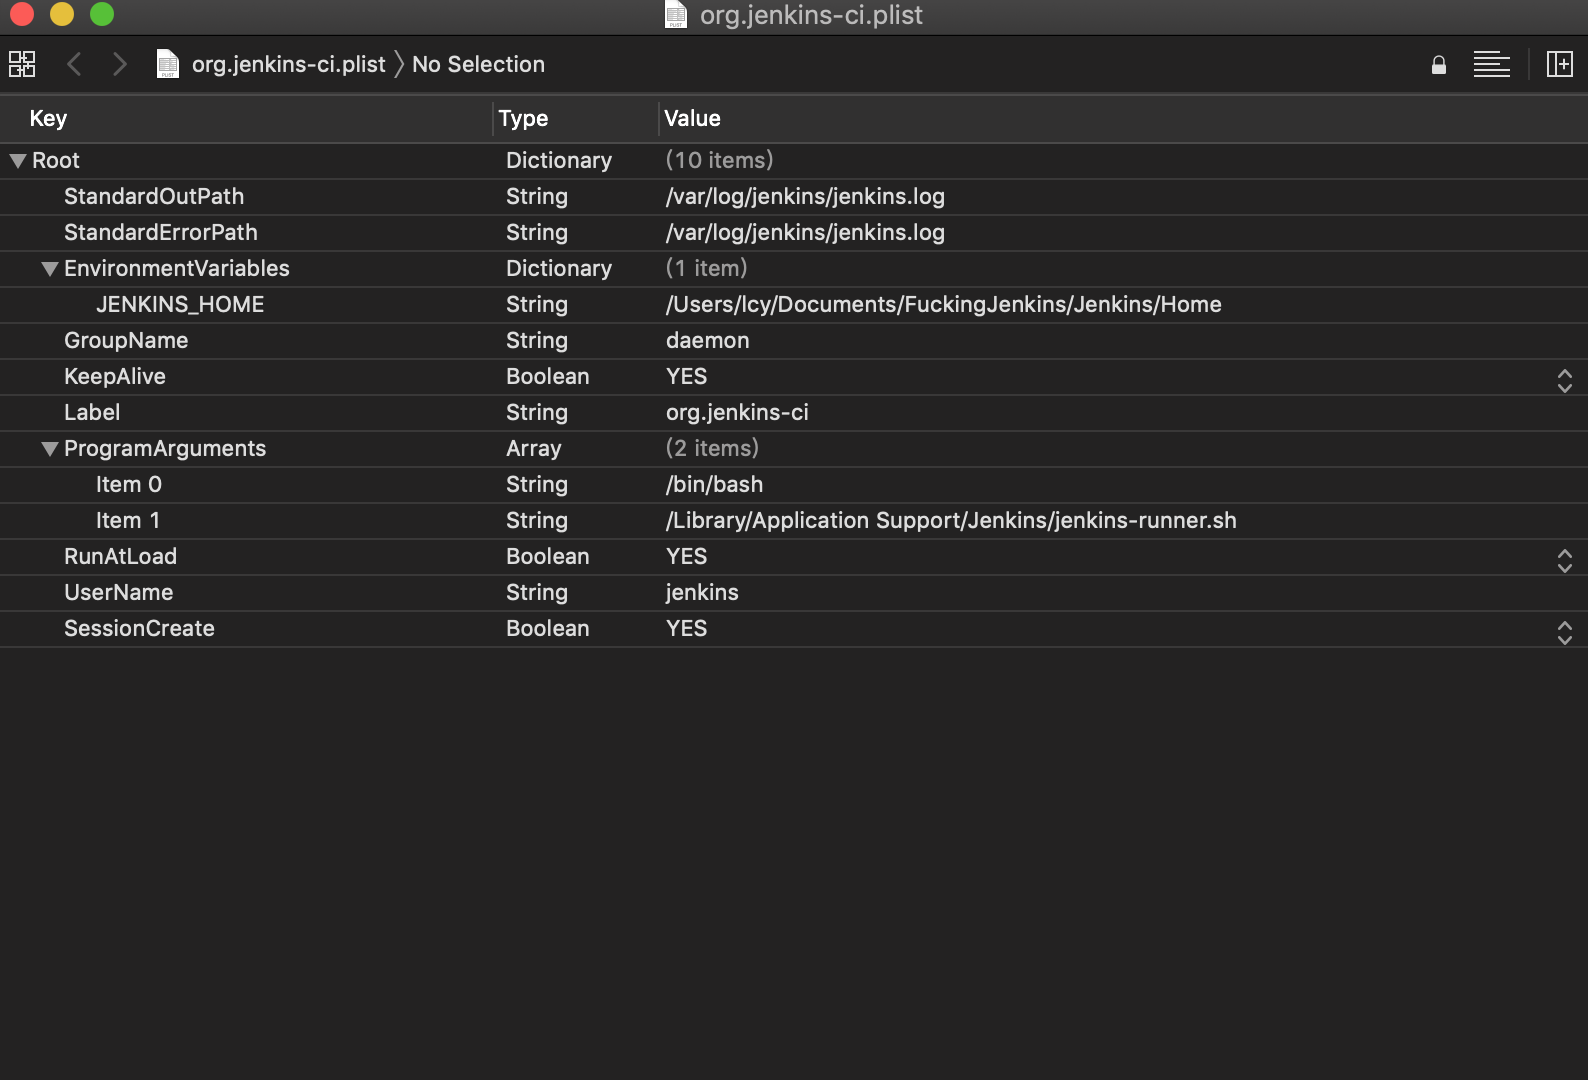 org.jenkins-ci.plist
org.jenkins-ci.plist No Selection
Key Type Value
Root Dictionary (10 items)
StandardOutPath String /var/log/jenkins/jenkins.log
StandardErrorPath String /var/log/jenkins/jenkins.log
EnvironmentVariables Dictionary (1 item)
JENKINS_HOME String /Users/lcy/Documents/FuckingJenkins/Jenkins/Home
GroupName String daemon
KeepAlive Boolean YES
Label String org.jenkins-ci
ProgramArguments Array (2 items)
Item 0 String /bin/bash
Item 1 String /Library/Application Support/Jenkins/jenkins-runner.sh
RunAtLoad Boolean YES
UserName String jenkins
SessionCreate Boolean YES